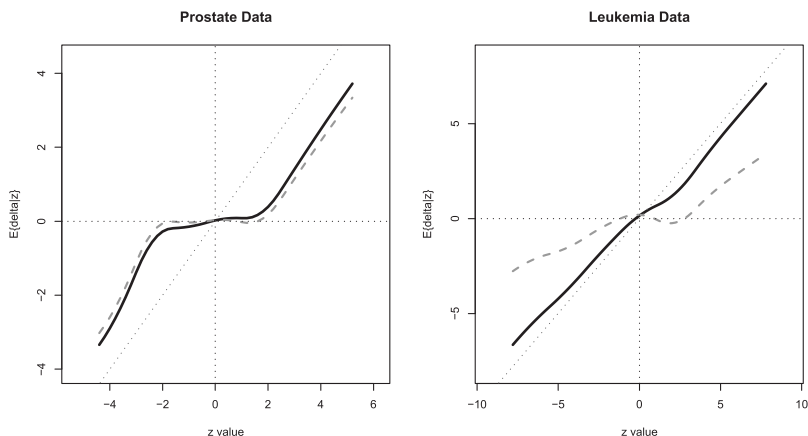 Prostate Data
4
2
0
−2
−4
E{delta|z}
−4 −2 0 2 4 6
z value
Leukemia Data
5
0
−5
E{delta|z}
−10 −5 0 5 10
z value